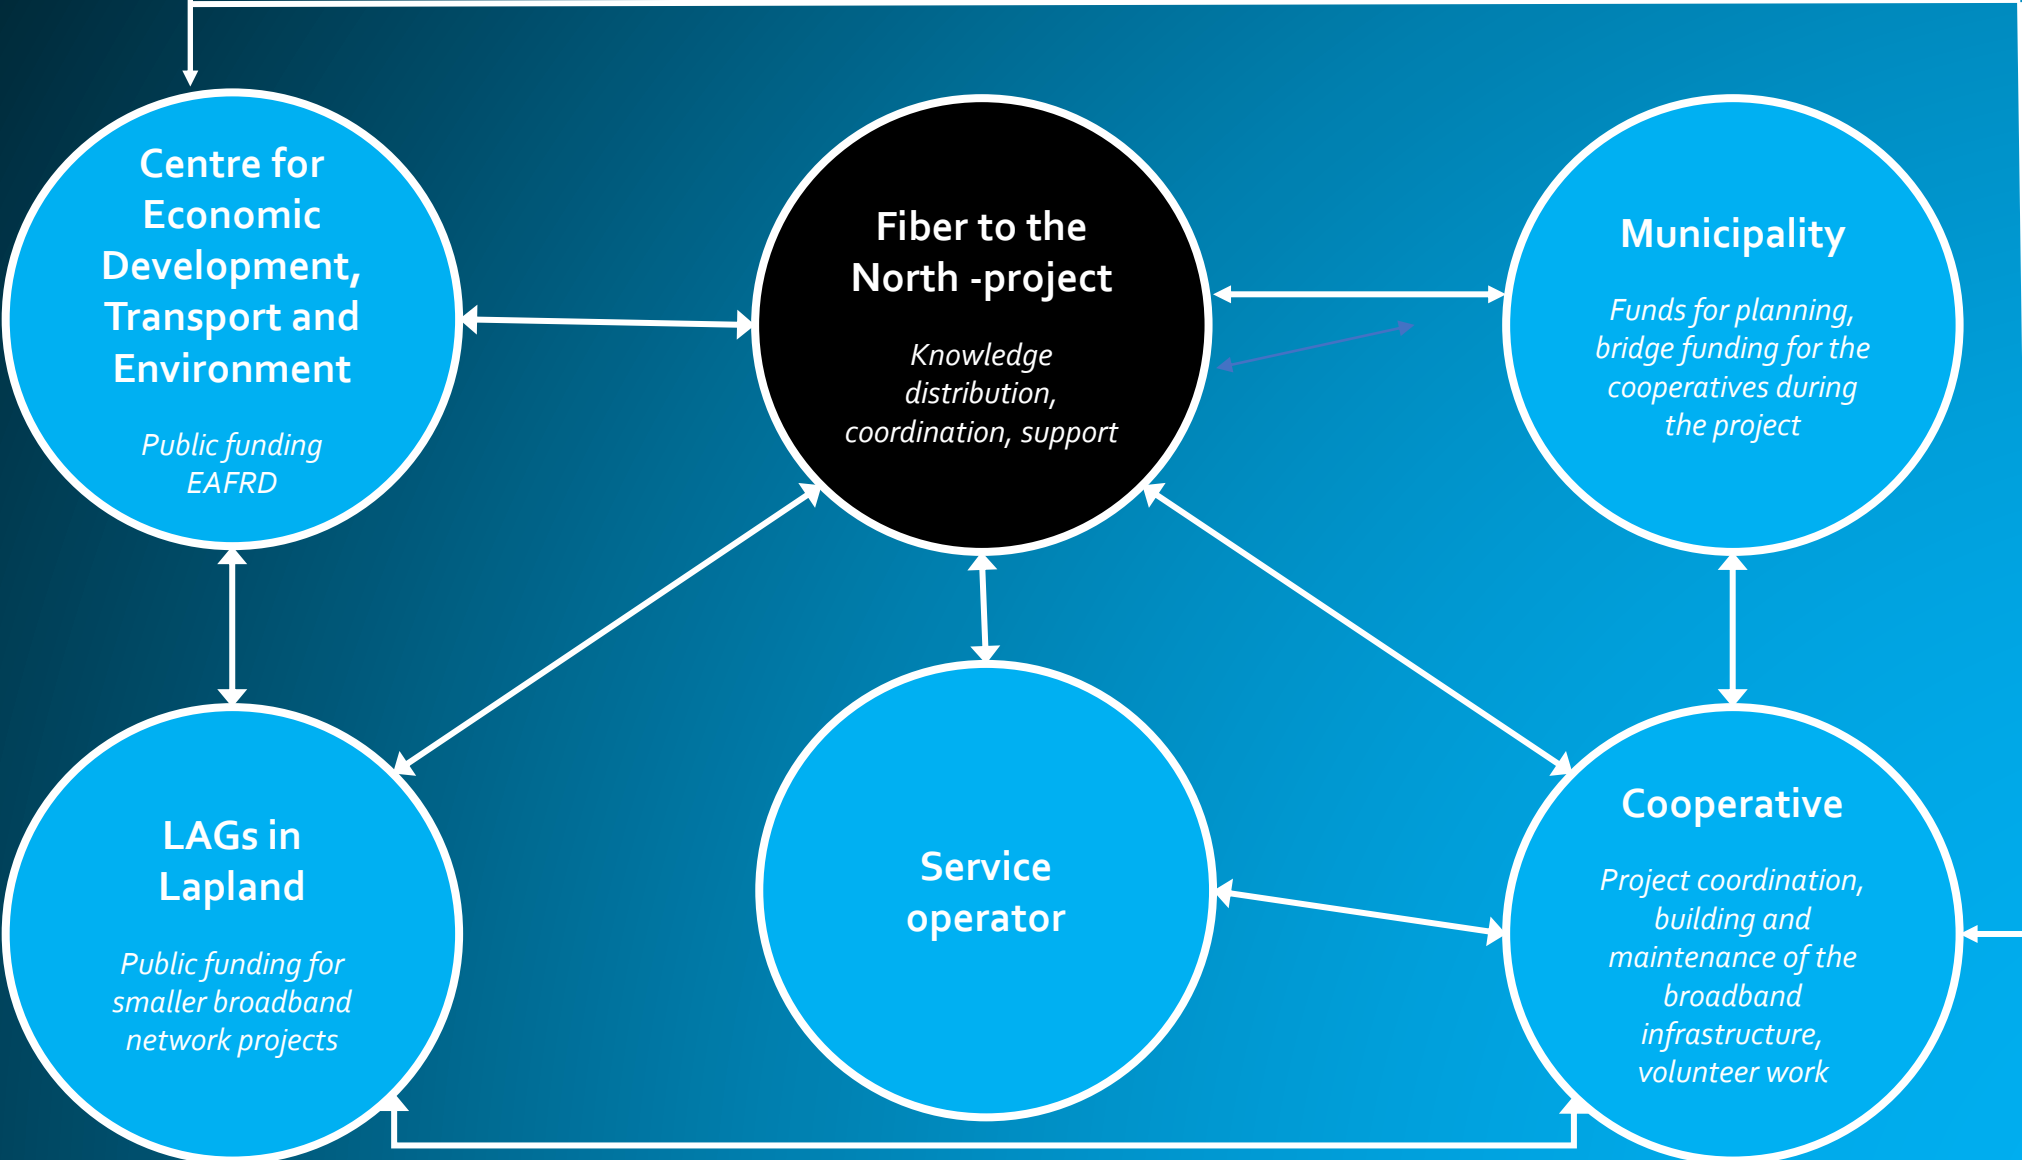 Centre for
Economic
Development,
Transport and
Environment
Public funding
EAFRD
Fiber to the
North -project
Knowledge
distribution,
coordination, support
Municipality
Funds for planning,
bridge funding for the
cooperatives during
the project
LAGs in
Lapland
Public funding for
smaller broadband
network projects
Service
operator
Cooperative
Project coordination,
building and
maintenance of the
broadband
infrastructure,
volunteer work